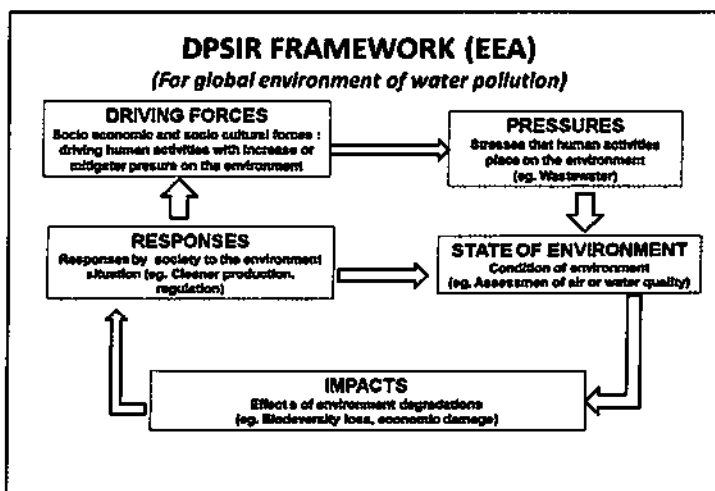 DPSIR FRAMEWORK (EEA)
(For global environment of water pollution)
DRIVING FORCES
Socio economic and socio cultural forces :
driving human activities with increase or
mitigater presure on the environment
PRESSURES
Stresses that human activities
place on the environment
(eg. Wastewater)
RESPONSES
Responses by society to the environment
situation (eg. Cleaner production,
regulation)
STATE OF ENVIRONMENT
Condition of environment
(eg. Assessmen of air or water quality)
IMPACTS
Effect s of environment degradations
(eg. Biodeversity loss, economic damage)